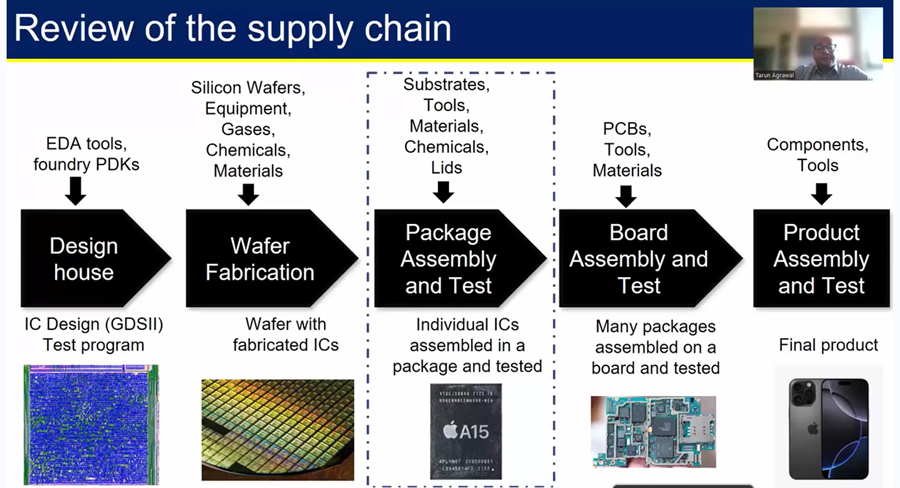 Review of the supply chain
Tarun Agrawal
EDA tools,
foundry PDKs
Silicon Wafers,
Equipment,
Gases,
Chemicals,
Materials
Substrates,
Tools,
Materials,
Chemicals,
Lids
PCBs,
Tools,
Materials
Components,
Tools
Design
house
Wafer
Fabrication
Package
Assembly
and Test
Board
Assembly and
Test
Product
Assembly
and Test
IC Design (GDSII)
Test program
Wafer with
fabricated ICs
Individual ICs
assembled in a
package and tested
Many packages
assembled on a
board and tested
Final product
A15